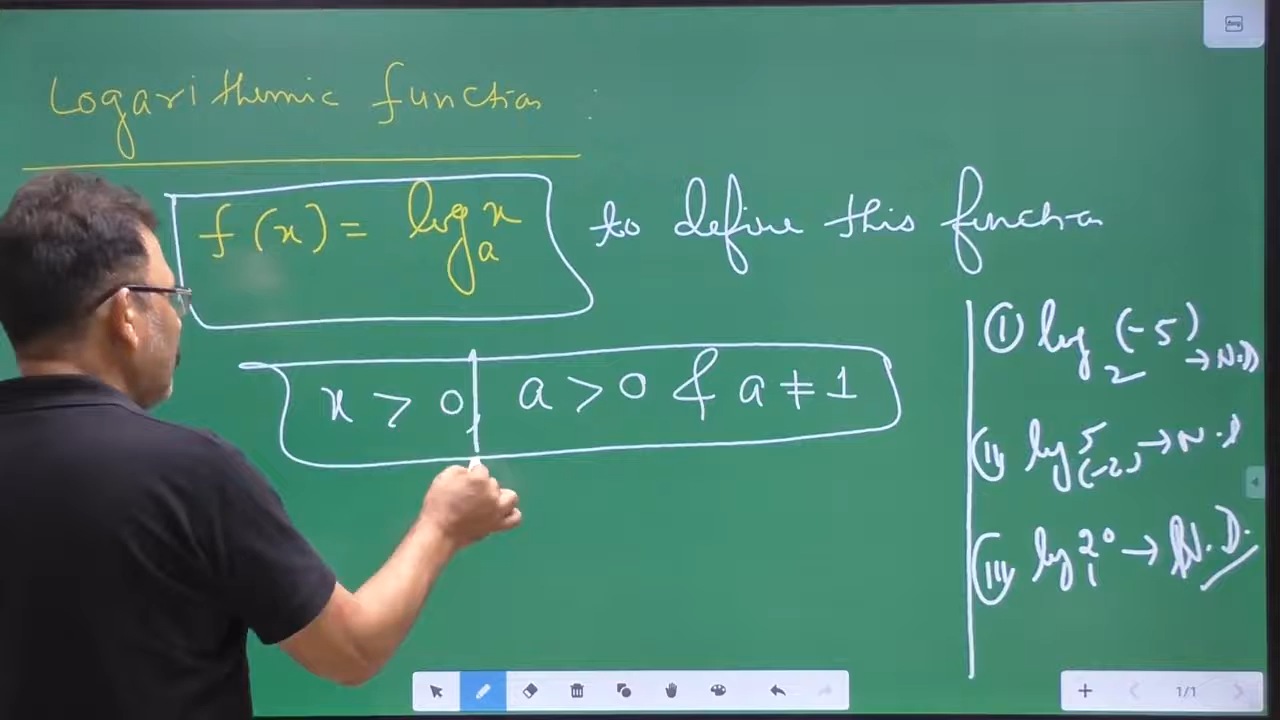 Logarithmic function :
f(x) = log_a x to define this function
x > 0 | a > 0 & a ≠ 1
(I) log_2 (-5) → N.D
(II) log_(-2) 5 → N.D
(III) log_1 20 → N.D.
1/1